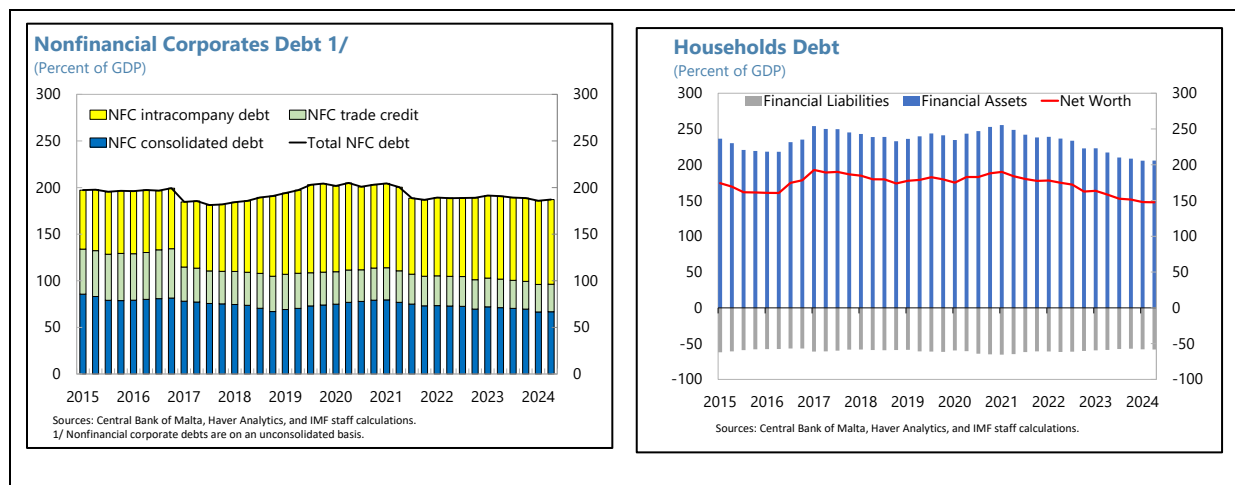 Nonfinancial Corporates Debt 1/
(Percent of GDP)
300 300
NFC intracompany debt NFC trade credit
250 250
NFC consolidated debt Total NFC debt
200 200
150 150
100 100
50 50
0 0
2015 2016 2017 2018 2019 2020 2021 2022 2023 2024
Sources: Central Bank of Malta, Haver Analytics, and IMF staff calculations.
1/ Nonfinancial corporate debts are on an unconsolidated basis.
Households Debt
(Percent of GDP)
300 300
Financial Liabilities Financial Assets Net Worth
250 250
200 200
150 150
100 100
50 50
0 0
-50 -50
-100 -100
2015 2016 2017 2018 2019 2020 2021 2022 2023 2024
Sources: Central Bank of Malta, Haver Analytics, and IMF staff calculations.